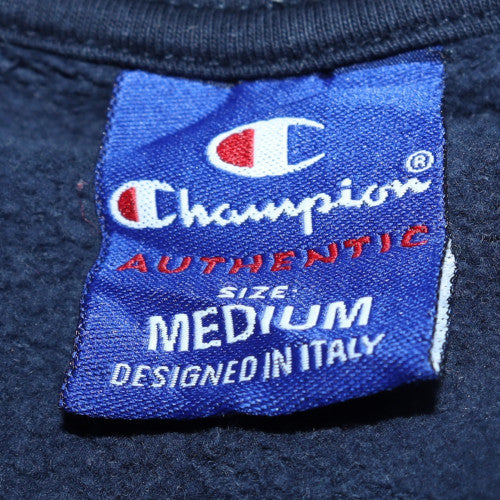 Champion®
AUTHENTIC
SIZE:
MEDIUM
DESIGNED IN ITALY